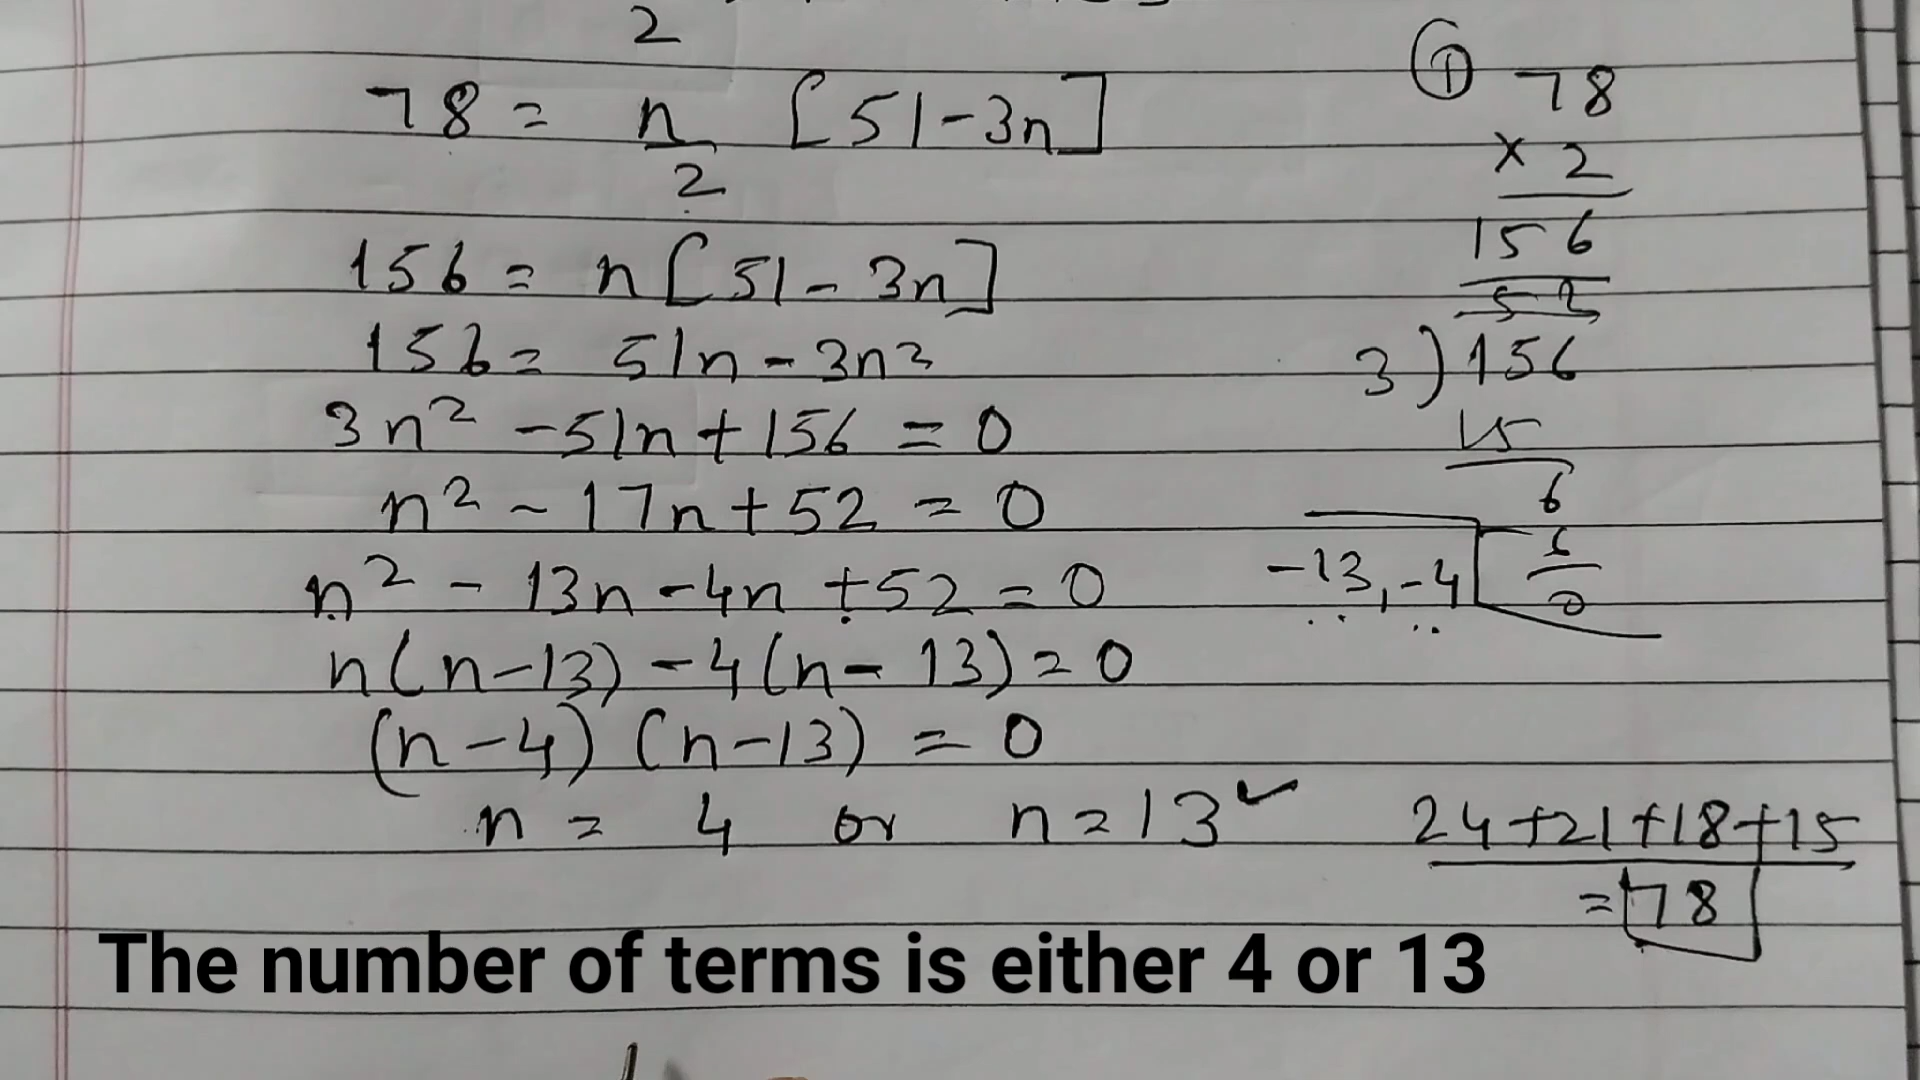 2
78 = n/2 [51-3n]
156 = n[51-3n]
156 = 51n-3n²
3n²-51n+156 = 0
n²-17n+52 = 0
n²-13n-4n+52=0
n(n-13)-4(n-13)=0
(n-4)(n-13) = 0
n = 4 or n=13✓
The number of terms is either 4 or 13
① 78
× 2
156
52
3)156
15
6
6
0
-13,-4
24+21+18+15
=78